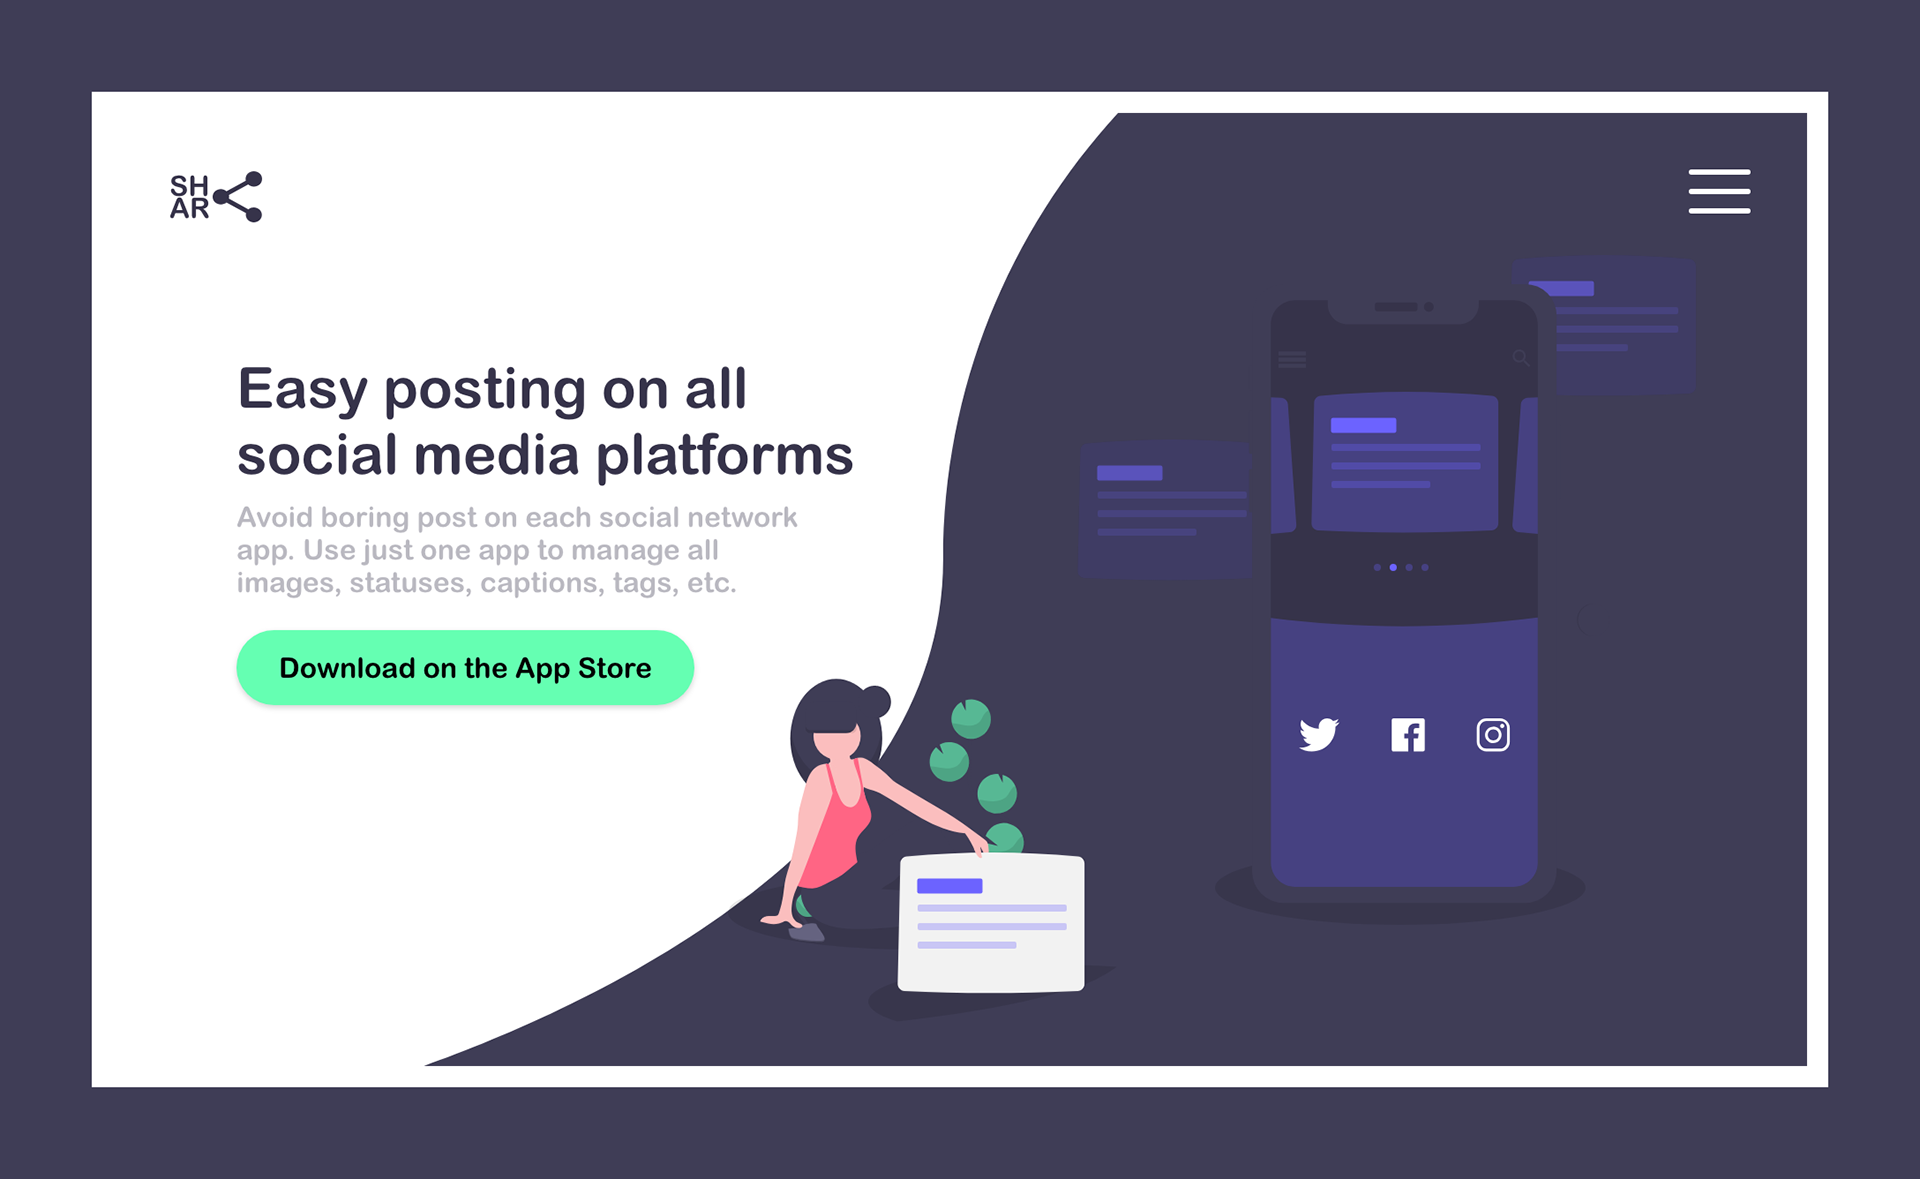 SH
AR
Easy posting on all
social media platforms
Avoid boring post on each social network
app. Use just one app to manage all
images, statuses, captions, tags, etc.
Download on the App Store